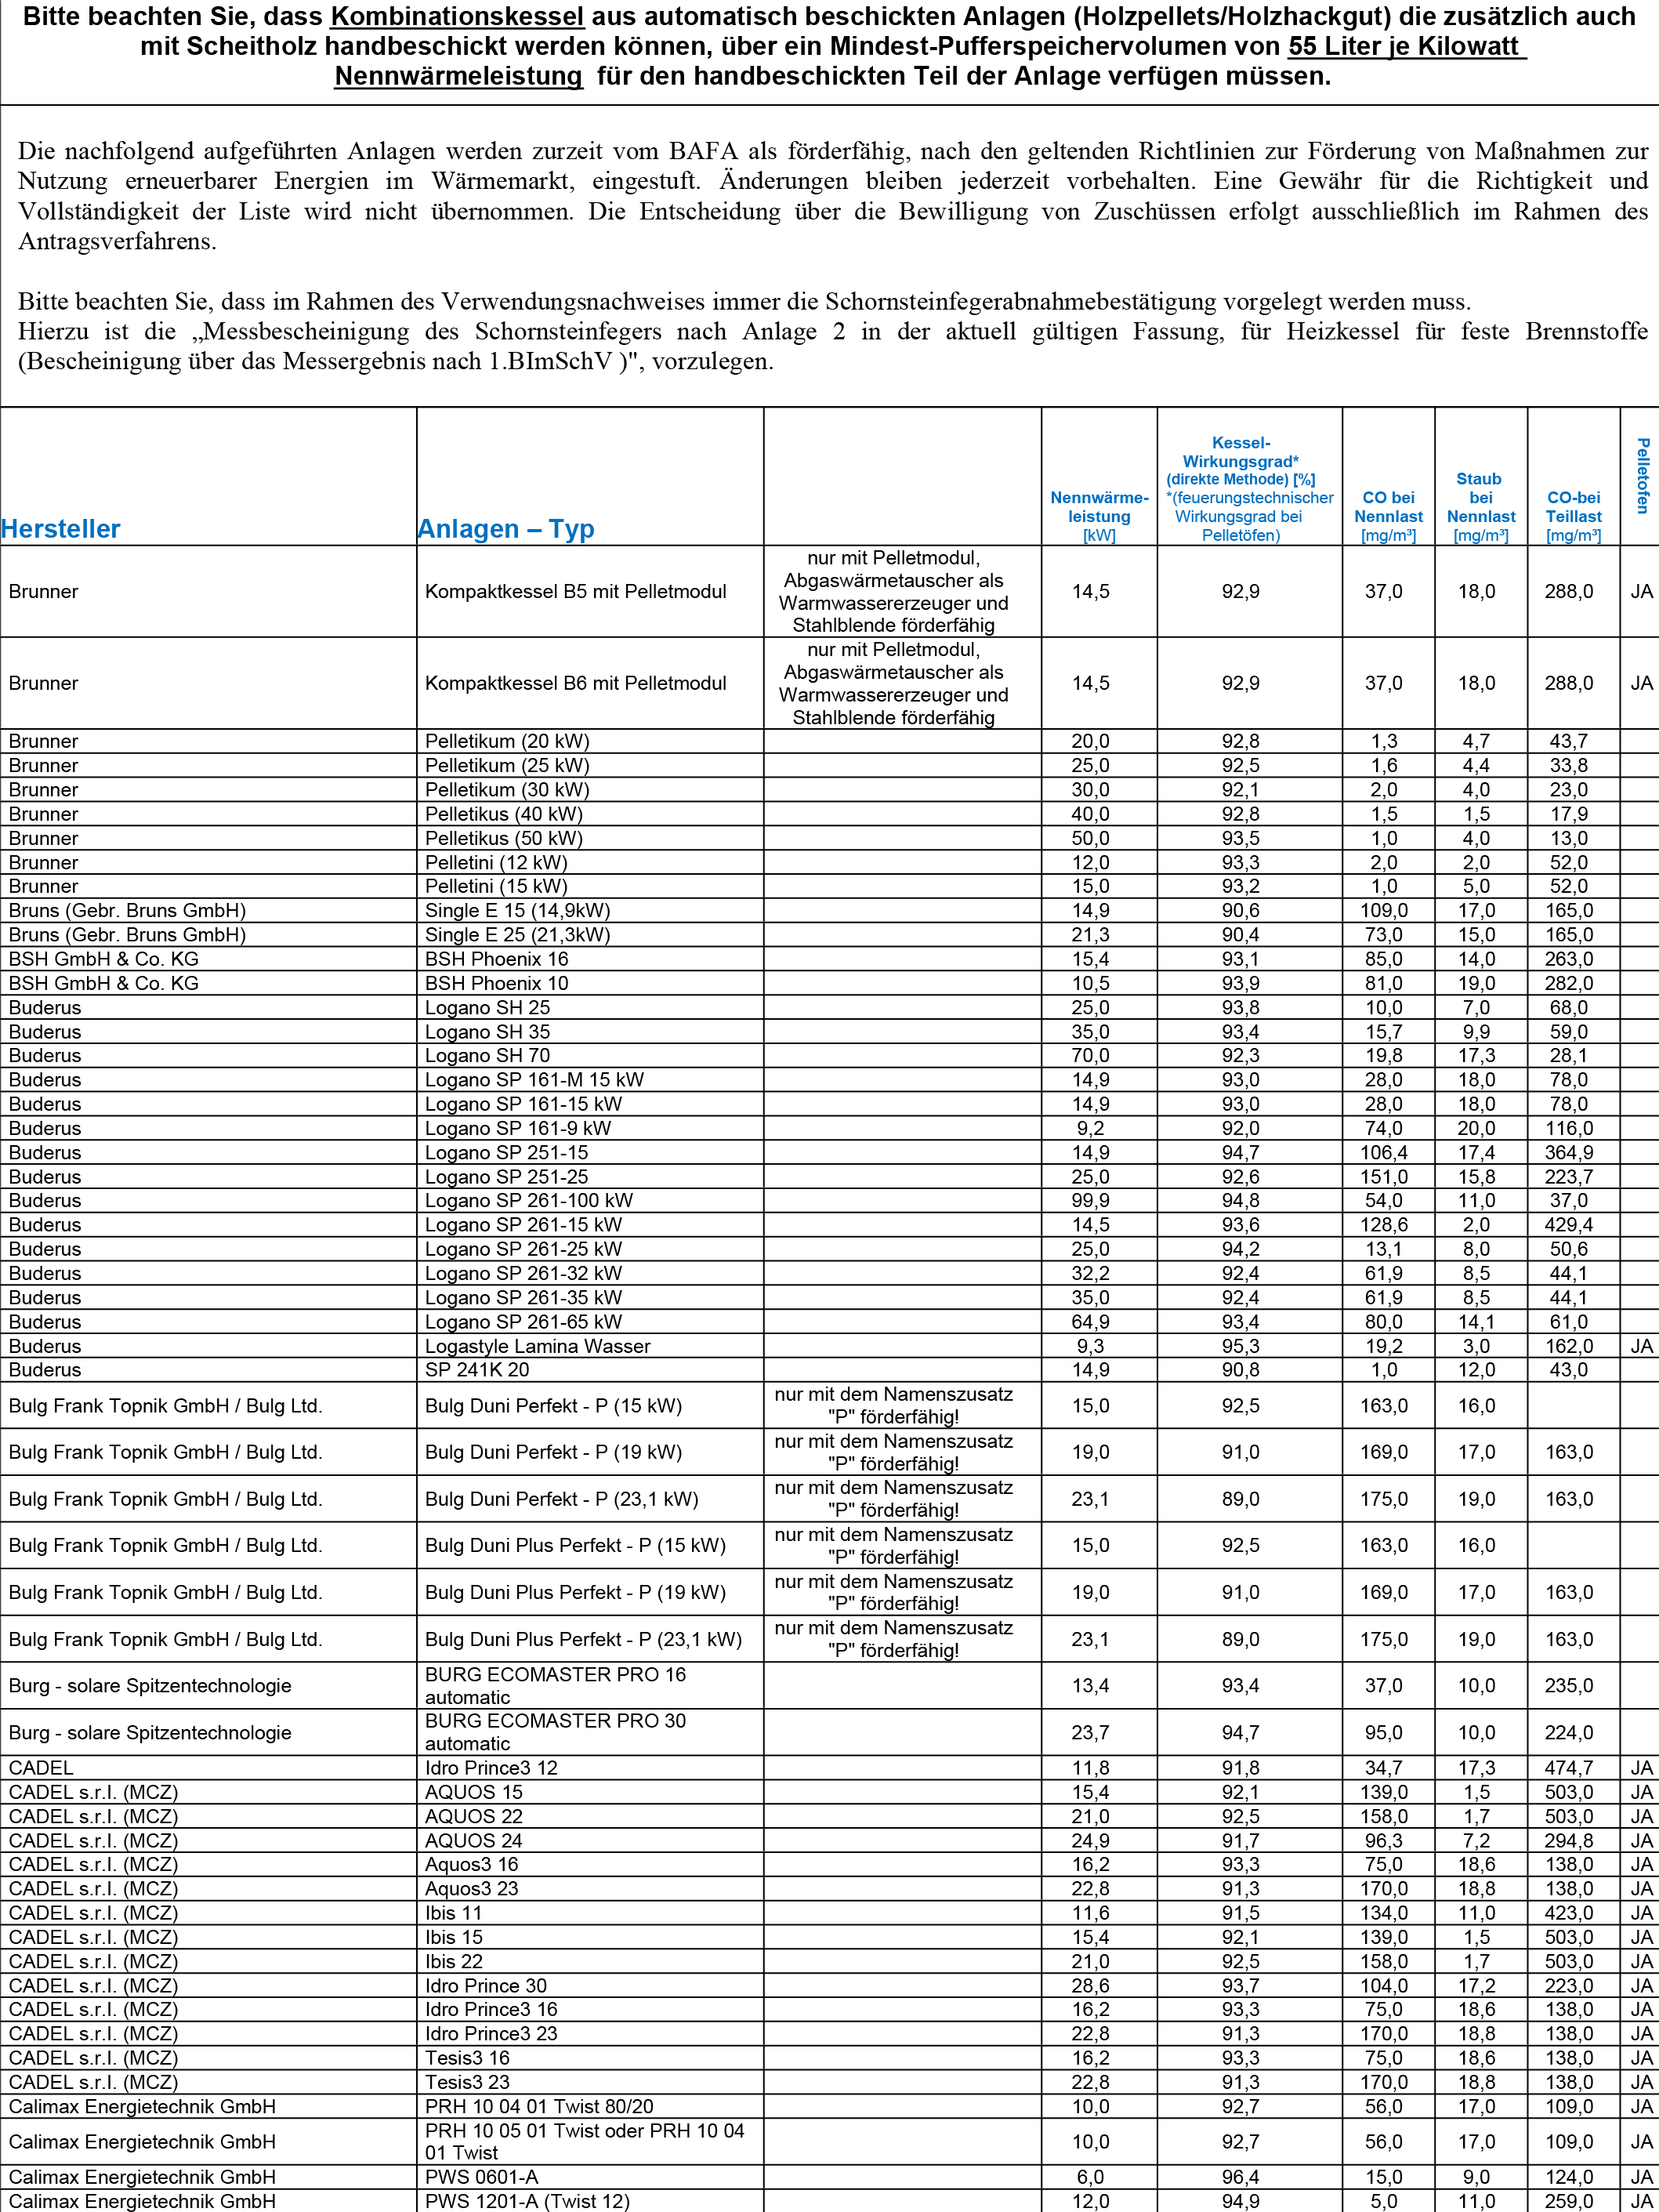 Bitte beachten Sie, dass Kombinationskessel aus automatisch beschickten Anlagen (Holzpellets/Holzhackgut) die zusätzlich auch
mit Scheitholz handbeschickt werden können, über ein Mindest-Pufferspeichervolumen von 55 Liter je Kilowatt
Nennwärmeleistung für den handbeschickten Teil der Anlage verfügen müssen.
Die nachfolgend aufgeführten Anlagen werden zurzeit vom BAFA als förderfähig, nach den geltenden Richtlinien zur Förderung von Maßnahmen zur
Nutzung erneuerbarer Energien im Wärmemarkt, eingestuft. Änderungen bleiben jederzeit vorbehalten. Eine Gewähr für die Richtigkeit und
Vollständigkeit der Liste wird nicht übernommen. Die Entscheidung über die Bewilligung von Zuschüssen erfolgt ausschließlich im Rahmen des
Antragsverfahrens.
Bitte beachten Sie, dass im Rahmen des Verwendungsnachweises immer die Schornsteinfegerabnahmebestätigung vorgelegt werden muss.
Hierzu ist die „Messbescheinigung des Schornsteinfegers nach Anlage 2 in der aktuell gültigen Fassung, für Heizkessel für feste Brennstoffe
(Bescheinigung über das Messergebnis nach 1.BImSchV )", vorzulegen.
Hersteller
Anlagen – Typ
Nennwärme-
leistung
[kW]
Kessel-
Wirkungsgrad*
(direkte Methode) [%]
*(feuerungstechnischer
Wirkungsgrad bei
Pelletöfen)
CO bei
Nennlast
[mg/m³]
Staub
bei
Nennlast
[mg/m³]
CO-bei
Teillast
[mg/m³]
Pelletofen
Brunner Kompaktkessel B5 mit Pelletmodul
nur mit Pelletmodul,
Abgaswärmetauscher als
Warmwassererzeuger und
Stahlblende förderfähig
14,5 92,9 37,0 18,0 288,0 JA
Brunner Kompaktkessel B6 mit Pelletmodul
nur mit Pelletmodul,
Abgaswärmetauscher als
Warmwassererzeuger und
Stahlblende förderfähig
14,5 92,9 37,0 18,0 288,0 JA
Brunner Pelletikum (20 kW) 20,0 92,8 1,3 4,7 43,7
Brunner Pelletikum (25 kW) 25,0 92,5 1,6 4,4 33,8
Brunner Pelletikum (30 kW) 30,0 92,1 2,0 4,0 23,0
Brunner Pelletikus (40 kW) 40,0 92,8 1,5 1,5 17,9
Brunner Pelletikus (50 kW) 50,0 93,5 1,0 4,0 13,0
Brunner Pelletini (12 kW) 12,0 93,3 2,0 2,0 52,0
Brunner Pelletini (15 kW) 15,0 93,2 1,0 5,0 52,0
Bruns (Gebr. Bruns GmbH) Single E 15 (14,9kW) 14,9 90,6 109,0 17,0 165,0
Bruns (Gebr. Bruns GmbH) Single E 25 (21,3kW) 21,3 90,4 73,0 15,0 165,0
BSH GmbH & Co. KG BSH Phoenix 16 15,4 93,1 85,0 14,0 263,0
BSH GmbH & Co. KG BSH Phoenix 10 10,5 93,9 81,0 19,0 282,0
Buderus Logano SH 25 25,0 93,8 10,0 7,0 68,0
Buderus Logano SH 35 35,0 93,4 15,7 9,9 59,0
Buderus Logano SH 70 70,0 92,3 19,8 17,3 28,1
Buderus Logano SP 161-M 15 kW 14,9 93,0 28,0 18,0 78,0
Buderus Logano SP 161-15 kW 14,9 93,0 28,0 18,0 78,0
Buderus Logano SP 161-9 kW 9,2 92,0 74,0 20,0 116,0
Buderus Logano SP 251-15 14,9 94,7 106,4 17,4 364,9
Buderus Logano SP 251-25 25,0 92,6 151,0 15,8 223,7
Buderus Logano SP 261-100 kW 99,9 94,8 54,0 11,0 37,0
Buderus Logano SP 261-15 kW 14,5 93,6 128,6 2,0 429,4
Buderus Logano SP 261-25 kW 25,0 94,2 13,1 8,0 50,6
Buderus Logano SP 261-32 kW 32,2 92,4 61,9 8,5 44,1
Buderus Logano SP 261-35 kW 35,0 92,4 61,9 8,5 44,1
Buderus Logano SP 261-65 kW 64,9 93,4 80,0 14,1 61,0
Buderus Logastyle Lamina Wasser 9,3 95,3 19,2 3,0 162,0 JA
Buderus SP 241K 20 14,9 90,8 1,0 12,0 43,0
Bulg Frank Topnik GmbH / Bulg Ltd. Bulg Duni Perfekt - P (15 kW)
nur mit dem Namenszusatz
"P" förderfähig!
15,0 92,5 163,0 16,0
Bulg Frank Topnik GmbH / Bulg Ltd. Bulg Duni Perfekt - P (19 kW)
nur mit dem Namenszusatz
"P" förderfähig!
19,0 91,0 169,0 17,0 163,0
Bulg Frank Topnik GmbH / Bulg Ltd. Bulg Duni Perfekt - P (23,1 kW)
nur mit dem Namenszusatz
"P" förderfähig!
23,1 89,0 175,0 19,0 163,0
Bulg Frank Topnik GmbH / Bulg Ltd. Bulg Duni Plus Perfekt - P (15 kW)
nur mit dem Namenszusatz
"P" förderfähig!
15,0 92,5 163,0 16,0
Bulg Frank Topnik GmbH / Bulg Ltd. Bulg Duni Plus Perfekt - P (19 kW)
nur mit dem Namenszusatz
"P" förderfähig!
19,0 91,0 169,0 17,0 163,0
Bulg Frank Topnik GmbH / Bulg Ltd. Bulg Duni Plus Perfekt - P (23,1 kW)
nur mit dem Namenszusatz
"P" förderfähig!
23,1 89,0 175,0 19,0 163,0
Burg - solare Spitzentechnologie
BURG ECOMASTER PRO 16
automatic
13,4 93,4 37,0 10,0 235,0
Burg - solare Spitzentechnologie
BURG ECOMASTER PRO 30
automatic
23,7 94,7 95,0 10,0 224,0
CADEL Idro Prince3 12 11,8 91,8 34,7 17,3 474,7 JA
CADEL s.r.l. (MCZ) AQUOS 15 15,4 92,1 139,0 1,5 503,0 JA
CADEL s.r.l. (MCZ) AQUOS 22 21,0 92,5 158,0 1,7 503,0 JA
CADEL s.r.l. (MCZ) AQUOS 24 24,9 91,7 96,3 7,2 294,8 JA
CADEL s.r.l. (MCZ) Aquos3 16 16,2 93,3 75,0 18,6 138,0 JA
CADEL s.r.l. (MCZ) Aquos3 23 22,8 91,3 170,0 18,8 138,0 JA
CADEL s.r.l. (MCZ) Ibis 11 11,6 91,5 134,0 11,0 423,0 JA
CADEL s.r.l. (MCZ) Ibis 15 15,4 92,1 139,0 1,5 503,0 JA
CADEL s.r.l. (MCZ) Ibis 22 21,0 92,5 158,0 1,7 503,0 JA
CADEL s.r.l. (MCZ) Idro Prince 30 28,6 93,7 104,0 17,2 223,0 JA
CADEL s.r.l. (MCZ) Idro Prince3 16 16,2 93,3 75,0 18,6 138,0 JA
CADEL s.r.l. (MCZ) Idro Prince3 23 22,8 91,3 170,0 18,8 138,0 JA
CADEL s.r.l. (MCZ) Tesis3 16 16,2 93,3 75,0 18,6 138,0 JA
CADEL s.r.l. (MCZ) Tesis3 23 22,8 91,3 170,0 18,8 138,0 JA
Calimax Energietechnik GmbH PRH 10 04 01 Twist 80/20 10,0 92,7 56,0 17,0 109,0 JA
Calimax Energietechnik GmbH
PRH 10 05 01 Twist oder PRH 10 04
01 Twist
10,0 92,7 56,0 17,0 109,0 JA
Calimax Energietechnik GmbH PWS 0601-A 6,0 96,4 15,0 9,0 124,0 JA
Calimax Energietechnik GmbH PWS 1201-A (Twist 12) 12,0 94,9 5,0 11,0 259,0 JA